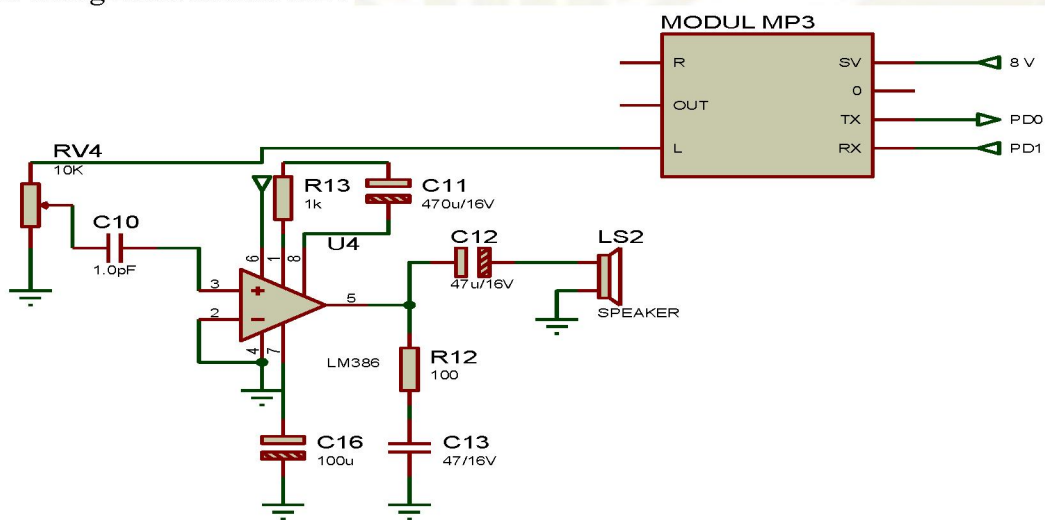 MODUL MP3
R
SV
8 V
0
OUT
TX
PD0
L
RX
PD1
RV4
10K
R13
1k
C11
470u/16V
C10
1.0pF
U4
6
1
8
C12
47u/16V
LS2
SPEAKER
3
2
5
4
7
LM386
R12
100
C16
100u
C13
47/16V